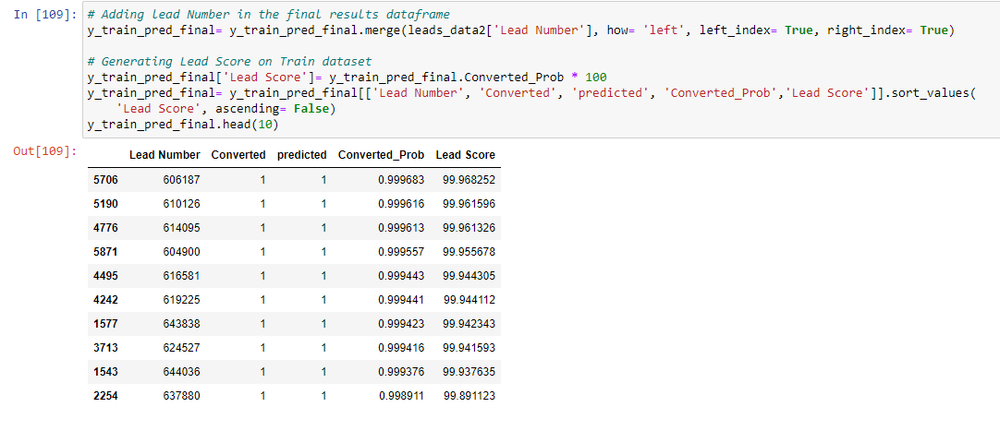 In [109]: # Adding Lead Number in the final results dataframe
y_train_pred_final= y_train_pred_final.merge(leads_data2['Lead Number'], how= 'left', left_index= True, right_index= True)
# Generating Lead Score on Train dataset
y_train_pred_final['Lead Score']= y_train_pred_final.Converted_Prob * 100
y_train_pred_final= y_train_pred_final[['Lead Number', 'Converted', 'predicted', 'Converted_Prob','Lead Score']].sort_values(
'Lead Score', ascending= False)
y_train_pred_final.head(10)
Out[109]:
Lead Number Converted predicted Converted_Prob Lead Score
5706 606187 1 1 0.999683 99.968252
5190 610126 1 1 0.999616 99.961596
4776 614095 1 1 0.999613 99.961326
5871 604900 1 1 0.999557 99.955678
4495 616581 1 1 0.999443 99.944305
4242 619225 1 1 0.999441 99.944112
1577 643838 1 1 0.999423 99.942343
3713 624527 1 1 0.999416 99.941593
1543 644036 1 1 0.999376 99.937635
2254 637880 1 1 0.998911 99.891123